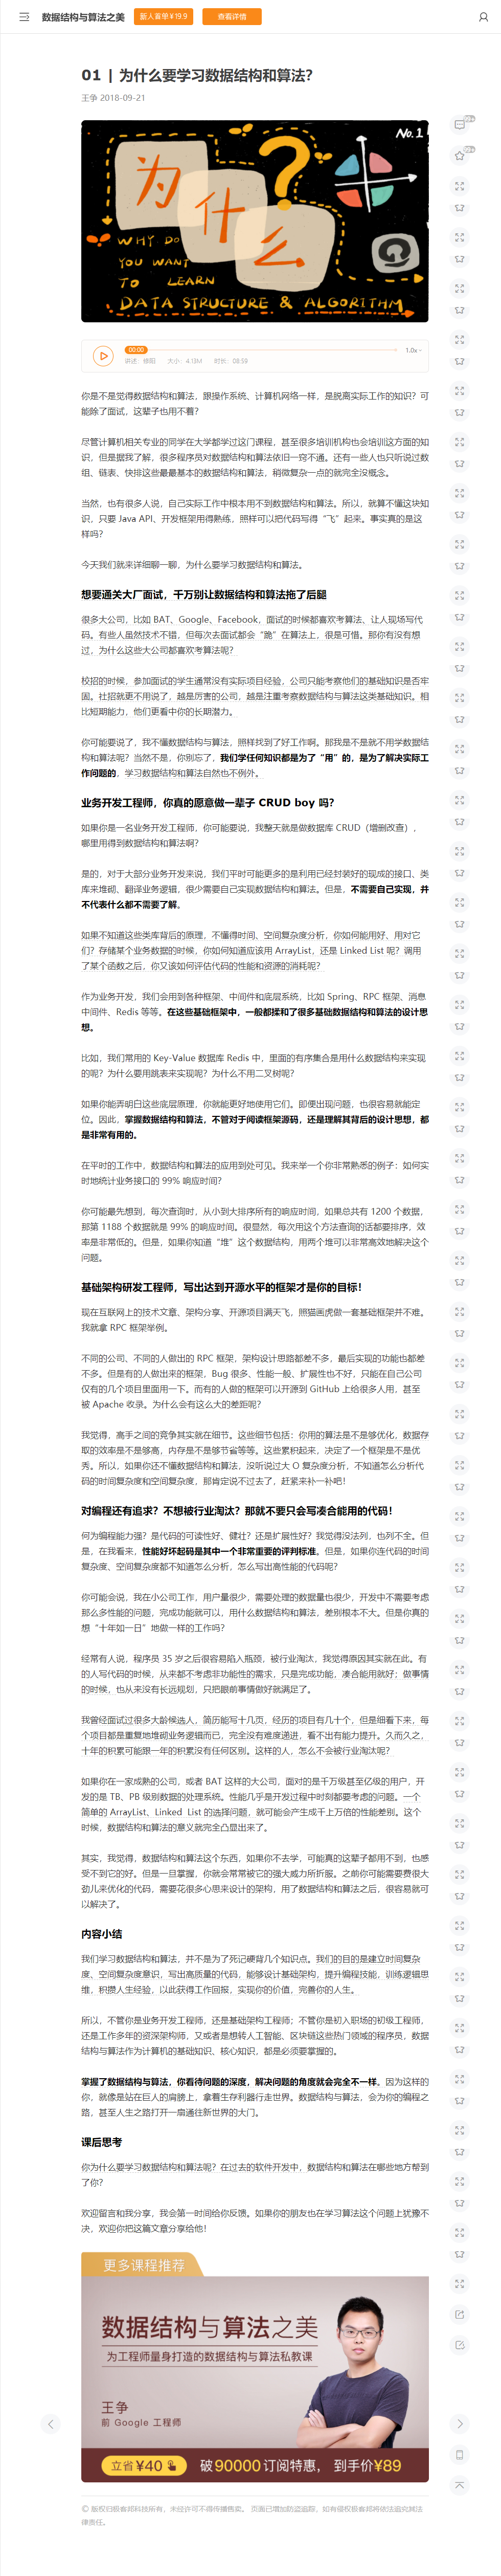 数据结构与算法之美
新人首单¥19.9
查看详情
01 | 为什么要学习数据结构和算法？
王争 2018-09-21
No.1
为
什
么
?
WHY DO
YOU NEED
TO LEARN
DATA STRUCTURE & ALGORITHM
00:00
1.0x
讲述：修阳 大小：4.13M 时长：08:59
你是不是觉得数据结构和算法，跟操作系统、计算机网络一样，是脱离实际工作的知识？可
能除了面试，这辈子也用不着？
尽管计算机相关专业的同学在大学都学过这门课程，甚至很多培训机构也会培训这方面的知
识，但是据我了解，很多程序员对数据结构和算法依旧一窍不通。还有一些人也只听说过数
组、链表、快排这些最最基本的数据结构和算法，稍微复杂一点的就完全没概念。
当然，也有很多人说，自己实际工作中根本用不到数据结构和算法。所以，就算不懂这块知
识，只要 Java API、开发框架用得熟练，照样可以把代码写得“飞”起来。事实真的是这
样吗？
今天我们就来详细聊一聊，为什么要学习数据结构和算法。
想要通关大厂面试，千万别让数据结构和算法拖了后腿
很多大公司，比如 BAT、Google、Facebook，面试的时候都喜欢考算法、让人现场写代
码。有些人虽然技术不错，但每次去面试都会“跪”在算法上，很是可惜。那你有没有想
过，为什么这些大公司都喜欢考算法呢？
校招的时候，参加面试的学生通常没有实际项目经验，公司只能考察他们的基础知识是否牢
固。社招就更不用说了，越是厉害的公司，越是注重考察数据结构与算法这类基础知识。相
比短期能力，他们更看中你的长期潜力。
你可能要说了，我不懂数据结构与算法，照样找到了好工作啊。那我是不是就不用学数据结
构和算法呢？当然不是，你别忘了，我们学任何知识都是为了“用”的，是为了解决实际工
作问题的，学习数据结构和算法自然也不例外。
业务开发工程师，你真的愿意做一辈子 CRUD boy 吗？
如果你是一名业务开发工程师，你可能要说，我整天就是做数据库 CRUD（增删改查），
哪里用得到数据结构和算法啊？
是的，对于大部分业务开发来说，我们平时可能更多的是利用已经封装好的现成的接口、类
库来堆砌、翻译业务逻辑，很少需要自己实现数据结构和算法。但是，不需要自己实现，并
不代表什么都不需要了解。
如果不知道这些类库背后的原理，不懂得时间、空间复杂度分析，你如何能用好、用对它
们？存储某个业务数据的时候，你如何知道应该用 ArrayList，还是 Linked List 呢？调用
了某个函数之后，你又该如何评估代码的性能和资源的消耗呢？
作为业务开发，我们会用到各种框架、中间件和底层系统，比如 Spring、RPC 框架、消息
中间件、Redis 等等。在这些基础框架中，一般都揉和了很多基础数据结构和算法的设计思
想。
比如，我们常用的 Key-Value 数据库 Redis 中，里面的有序集合是用什么数据结构来实现
的呢？为什么要用跳表来实现呢？为什么不用二叉树呢？
如果你能弄明白这些底层原理，你就能更好地使用它们。即便出现问题，也很容易就能定
位。因此，掌握数据结构和算法，不管对于阅读框架源码，还是理解其背后的设计思想，都
是非常有用的。
在平时的工作中，数据结构和算法的应用到处可见。我来举一个你非常熟悉的例子：如何实
时地统计业务接口的 99% 响应时间？
你可能最先想到，每次查询时，从小到大排序所有的响应时间，如果总共有 1200 个数据，
那第 1188 个数据就是 99% 的响应时间。很显然，每次用这个方法查询的话都要排序，效
率是非常低的。但是，如果你知道“堆”这个数据结构，用两个堆可以非常高效地解决这个
问题。
基础架构研发工程师，写出达到开源水平的框架才是你的目标！
现在互联网上的技术文章、架构分享、开源项目满天飞，照猫画虎做一套基础框架并不难。
我就拿 RPC 框架举例。
不同的公司、不同的人做出的 RPC 框架，架构设计思路都差不多，最后实现的功能也都差
不多。但是有的人做出来的框架，Bug 很多、性能一般、扩展性也不好，只能在自己公司
仅有的几个项目里面用一下。而有的人做的框架可以开源到 GitHub 上给很多人用，甚至
被 Apache 收录。为什么会有这么大的差距呢？
我觉得，高手之间的竞争其实就在细节。这些细节包括：你用的算法是不是够优化，数据存
取的效率是不是够高，内存是不是够节省等等。这些累积起来，决定了一个框架是不是优
秀。所以，如果你还不懂数据结构和算法，没听说过大 O 复杂度分析，不知道怎么分析代
码的时间复杂度和空间复杂度，那肯定说不过去了，赶紧来补一补吧！
对编程还有追求？不想被行业淘汰？那就不要只会写凑合能用的代码！
何为编程能力强？是代码的可读性好、健壮？还是扩展性好？我觉得没法列，也列不全。但
是，在我看来，性能好坏起码是其中一个非常重要的评判标准。但是，如果你连代码的时间
复杂度、空间复杂度都不知道怎么分析，怎么写出高性能的代码呢？
你可能会说，我在小公司工作，用户量很少，需要处理的数据量也很少，开发中不需要考虑
那么多性能的问题，完成功能就可以，用什么数据结构和算法，差别根本不大。但是你真的
想“十年如一日”地做一样的工作吗？
经常有人说，程序员 35 岁之后很容易陷入瓶颈，被行业淘汰，我觉得原因其实就在此。有
的人写代码的时候，从来都不考虑非功能性的需求，只是完成功能，凑合能用就好；做事情
的时候，也从来没有长远规划，只把眼前事情做好就满足了。
我曾经面试过很多大龄候选人，简历能写十几页，经历的项目有几十个，但是细看下来，每
个项目都是重复地堆砌业务逻辑而已，完全没有难度递进，看不出有能力提升。久而久之，
十年的积累可能跟一年的积累没有任何区别。这样的人，怎么不会被行业淘汰呢？
如果你在一家成熟的公司，或者 BAT 这样的大公司，面对的是千万级甚至亿级的用户，开
发的是 TB、PB 级别数据的处理系统。性能几乎是开发过程中时刻都要考虑的问题。一个
简单的 ArrayList、Linked List 的选择问题，就可能会产生成千上万倍的性能差别。这个
时候，数据结构和算法的意义就完全凸显出来了。
其实，我觉得，数据结构和算法这个东西，如果你不去学，可能真的这辈子都用不到，也感
受不到它的好。但是一旦掌握，你就会常常被它的强大威力所折服。之前你可能需要费很大
劲儿来优化的代码，需要花很多心思来设计的架构，用了数据结构和算法之后，很容易就可
以解决了。
内容小结
我们学习数据结构和算法，并不是为了死记硬背几个知识点。我们的目的是建立时间复杂
度、空间复杂度意识，写出高质量的代码，能够设计基础架构，提升编程技能，训练逻辑思
维，积攒人生经验，以此获得工作回报，实现你的价值，完善你的人生。
所以，不管你是业务开发工程师，还是基础架构工程师；不管你是初入职场的初级工程师，
还是工作多年的资深架构师，又或者是想转人工智能、区块链这些热门领域的程序员，数据
结构与算法作为计算机的基础知识、核心知识，都是必须要掌握的。
掌握了数据结构与算法，你看待问题的深度，解决问题的角度就会完全不一样。因为这样的
你，就像是站在巨人的肩膀上，拿着生存利器行走世界。数据结构与算法，会为你的编程之
路，甚至人生之路打开一扇通往新世界的大门。
课后思考
你为什么要学习数据结构和算法呢？在过去的软件开发中，数据结构和算法在哪些地方帮到
了你？
欢迎留言和我分享，我会第一时间给你反馈。如果你的朋友也在学习算法这个问题上犹豫不
决，欢迎你把这篇文章分享给他！
更多课程推荐
数据结构与算法之美
为工程师量身打造的数据结构与算法私教课
王争
前 Google 工程师
立省¥40
破90000订阅特惠，到手价¥89
© 版权归极客邦科技所有，未经许可不得传播售卖。 页面已增加防盗追踪，如有侵权极客邦将依法追究其法
律责任。